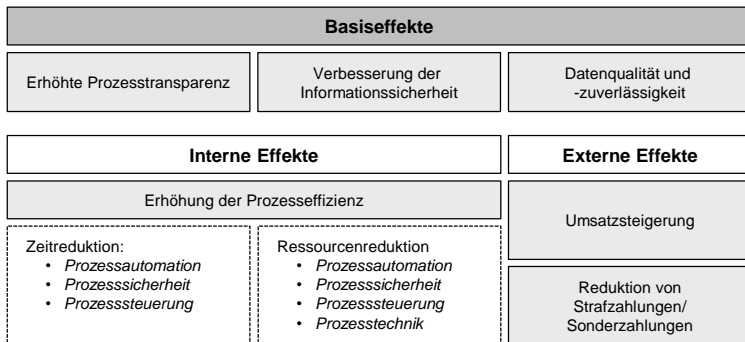 Basiseffekte
Erhöhte Prozesstransparenz
Verbesserung der
Informationssicherheit
Datenqualität und
-zuverlässigkeit
Interne Effekte
Externe Effekte
Erhöhung der Prozesseffizienz
Zeitreduktion:
• Prozessautomation
• Prozesssicherheit
• Prozesssteuerung
Ressourcenreduktion
• Prozessautomation
• Prozesssicherheit
• Prozesssteuerung
• Prozesstechnik
Umsatzsteigerung
Reduktion von
Strafzahlungen/
Sonderzahlungen